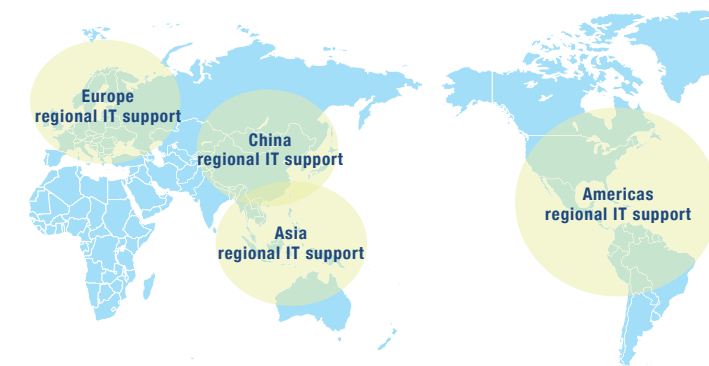 Europe
regional IT support
China
regional IT support
Asia
regional IT support
Americas
regional IT support